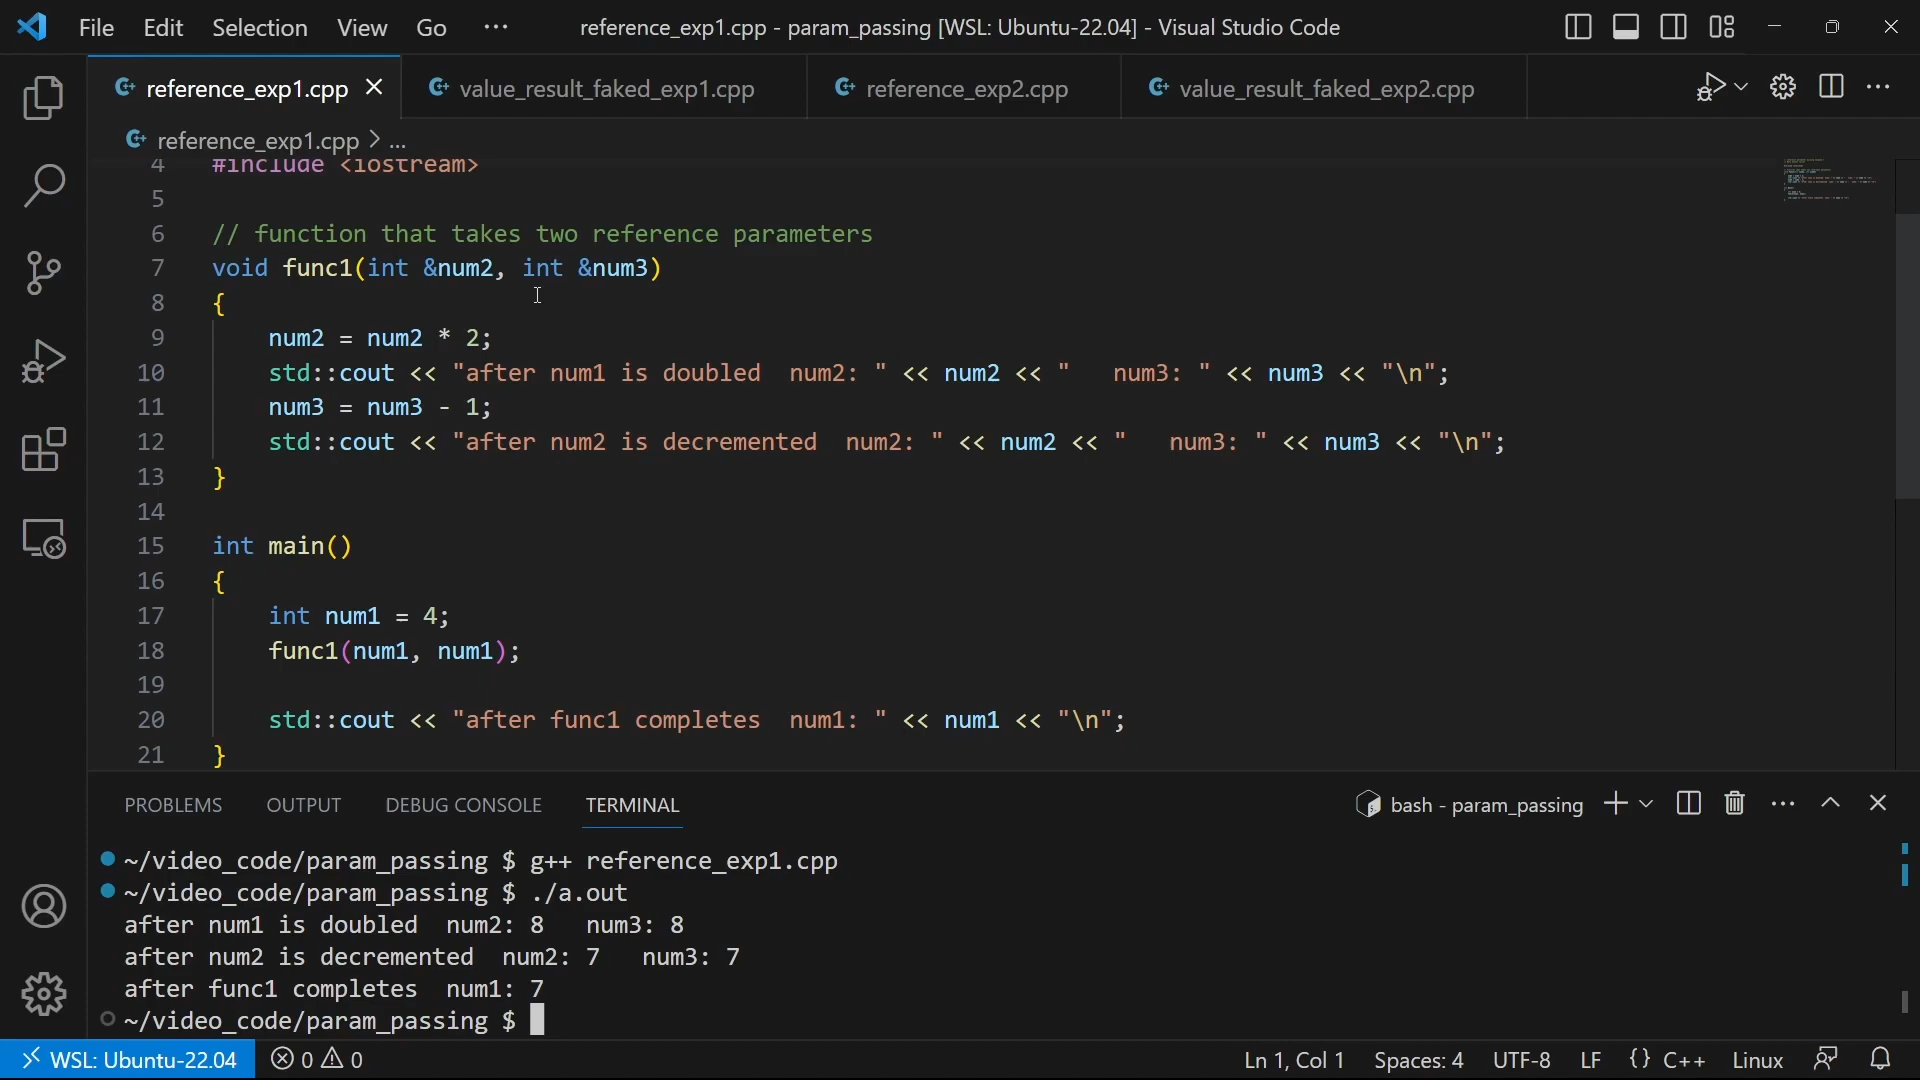 File Edit Selection View Go ··· reference_exp1.cpp - param_passing [WSL: Ubuntu-22.04] - Visual Studio Code
reference_exp1.cpp value_result_faked_exp1.cpp reference_exp2.cpp value_result_faked_exp2.cpp
reference_exp1.cpp > ...
4 #include <iostream>
5
6 // function that takes two reference parameters
7 void func1(int &num2, int &num3)
8 {
9 num2 = num2 * 2;
10 std::cout << "after num1 is doubled  num2: " << num2 << "   num3: " << num3 << "\n";
11 num3 = num3 - 1;
12 std::cout << "after num2 is decremented  num2: " << num2 << "   num3: " << num3 << "\n";
13 }
14
15 int main()
16 {
17 int num1 = 4;
18 func1(num1, num1);
19
20 std::cout << "after func1 completes  num1: " << num1 << "\n";
21 }
PROBLEMS OUTPUT DEBUG CONSOLE TERMINAL bash - param_passing
~/video_code/param_passing $ g++ reference_exp1.cpp
~/video_code/param_passing $ ./a.out
after num1 is doubled  num2: 8   num3: 8
after num2 is decremented  num2: 7   num3: 7
after func1 completes  num1: 7
~/video_code/param_passing $
WSL: Ubuntu-22.04 0 0 Ln 1, Col 1 Spaces: 4 UTF-8 LF {} C++ Linux